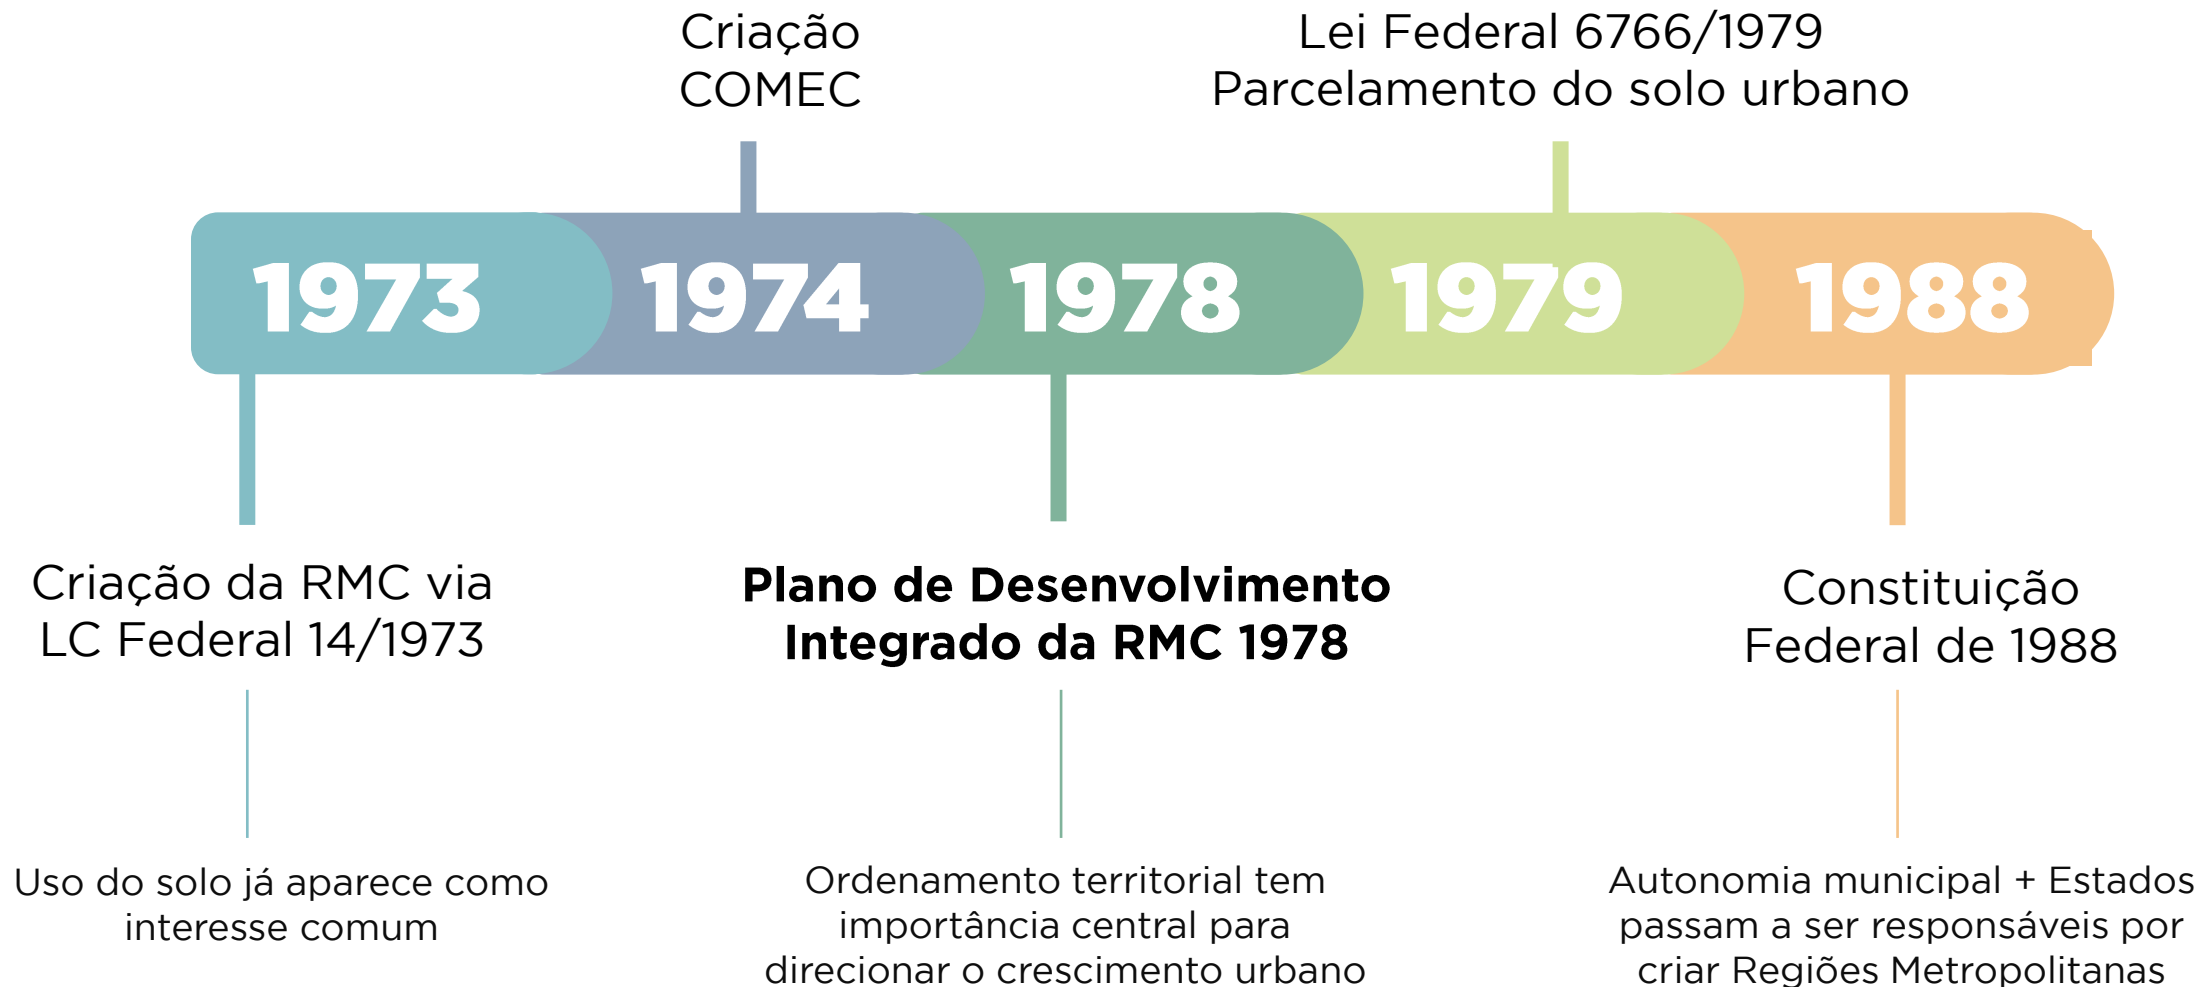 Criação
COMEC
Lei Federal 6766/1979
Parcelamento do solo urbano
1973
1974
1978
1979
1988
Criação da RMC via
LC Federal 14/1973
Plano de Desenvolvimento
Integrado da RMC 1978
Constituição
Federal de 1988
Uso do solo já aparece como
interesse comum
Ordenamento territorial tem
importância central para
direcionar o crescimento urbano
Autonomia municipal + Estados
passam a ser responsáveis por
criar Regiões Metropolitanas